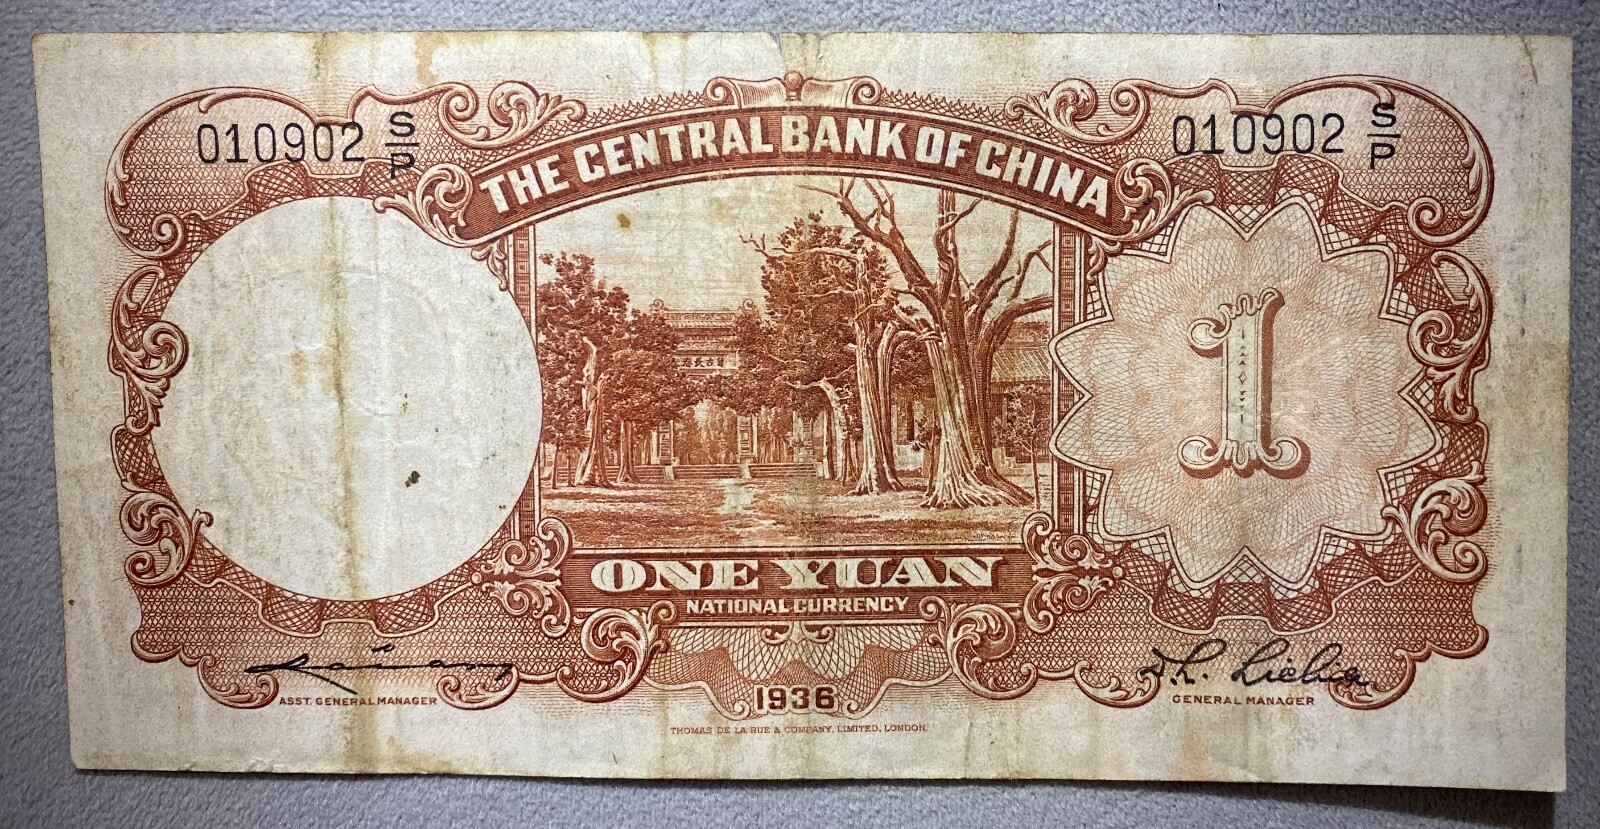 010902 S/P
010902 S/P
THE CENTRAL BANK OF CHINA
1
ONE YUAN
NATIONAL CURRENCY
ASST. GENERAL MANAGER
GENERAL MANAGER
1936
THOMAS DE LA RUE & COMPANY, LIMITED, LONDON.